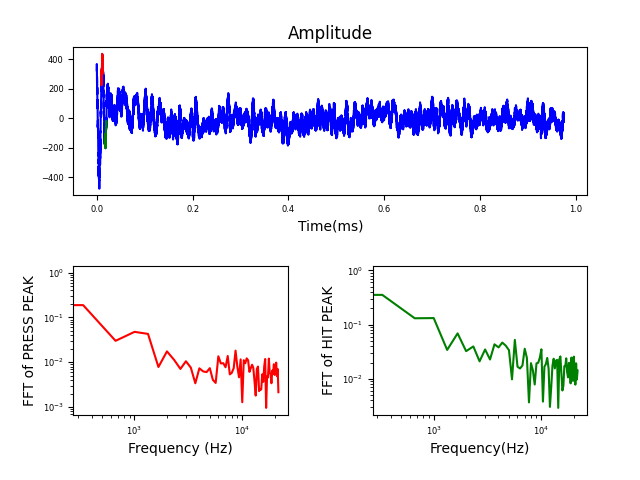 Amplitude
400
200
0
−200
−400
0.0 0.2 0.4 0.6 0.8 1.0
Time(ms)
FFT of PRESS PEAK
10⁰
10⁻¹
10⁻²
10⁻³
10³ 10⁴
Frequency (Hz)
FFT of HIT PEAK
10⁰
10⁻¹
10⁻²
10³ 10⁴
Frequency(Hz)